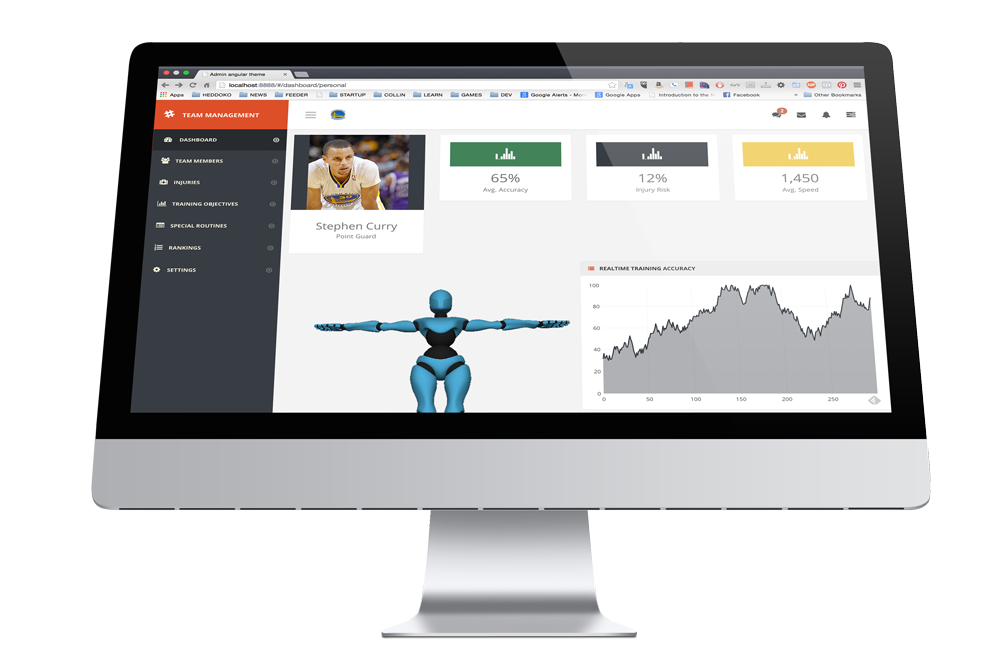 Admin angular theme
localhost:8888/#/dashboard/personal
Apps HEDDOKO NEWS FEEDER STARTUP COLLIN LEARN GAMES DEV Google Alerts - Mon Google Apps Introduction to the Facebook Other Bookmarks
TEAM MANAGEMENT
2
DASHBOARD
TEAM MEMBERS
INJURIES
TRAINING OBJECTIVES
SPECIAL ROUTINES
RANKINGS
SETTINGS
30
Stephen Curry
Point Guard
65%
Avg. Accuracy
12%
Injury Risk
1,450
Avg. Speed
REALTIME TRAINING ACCURACY
100
80
60
40
20
0
0 50 100 150 200 250